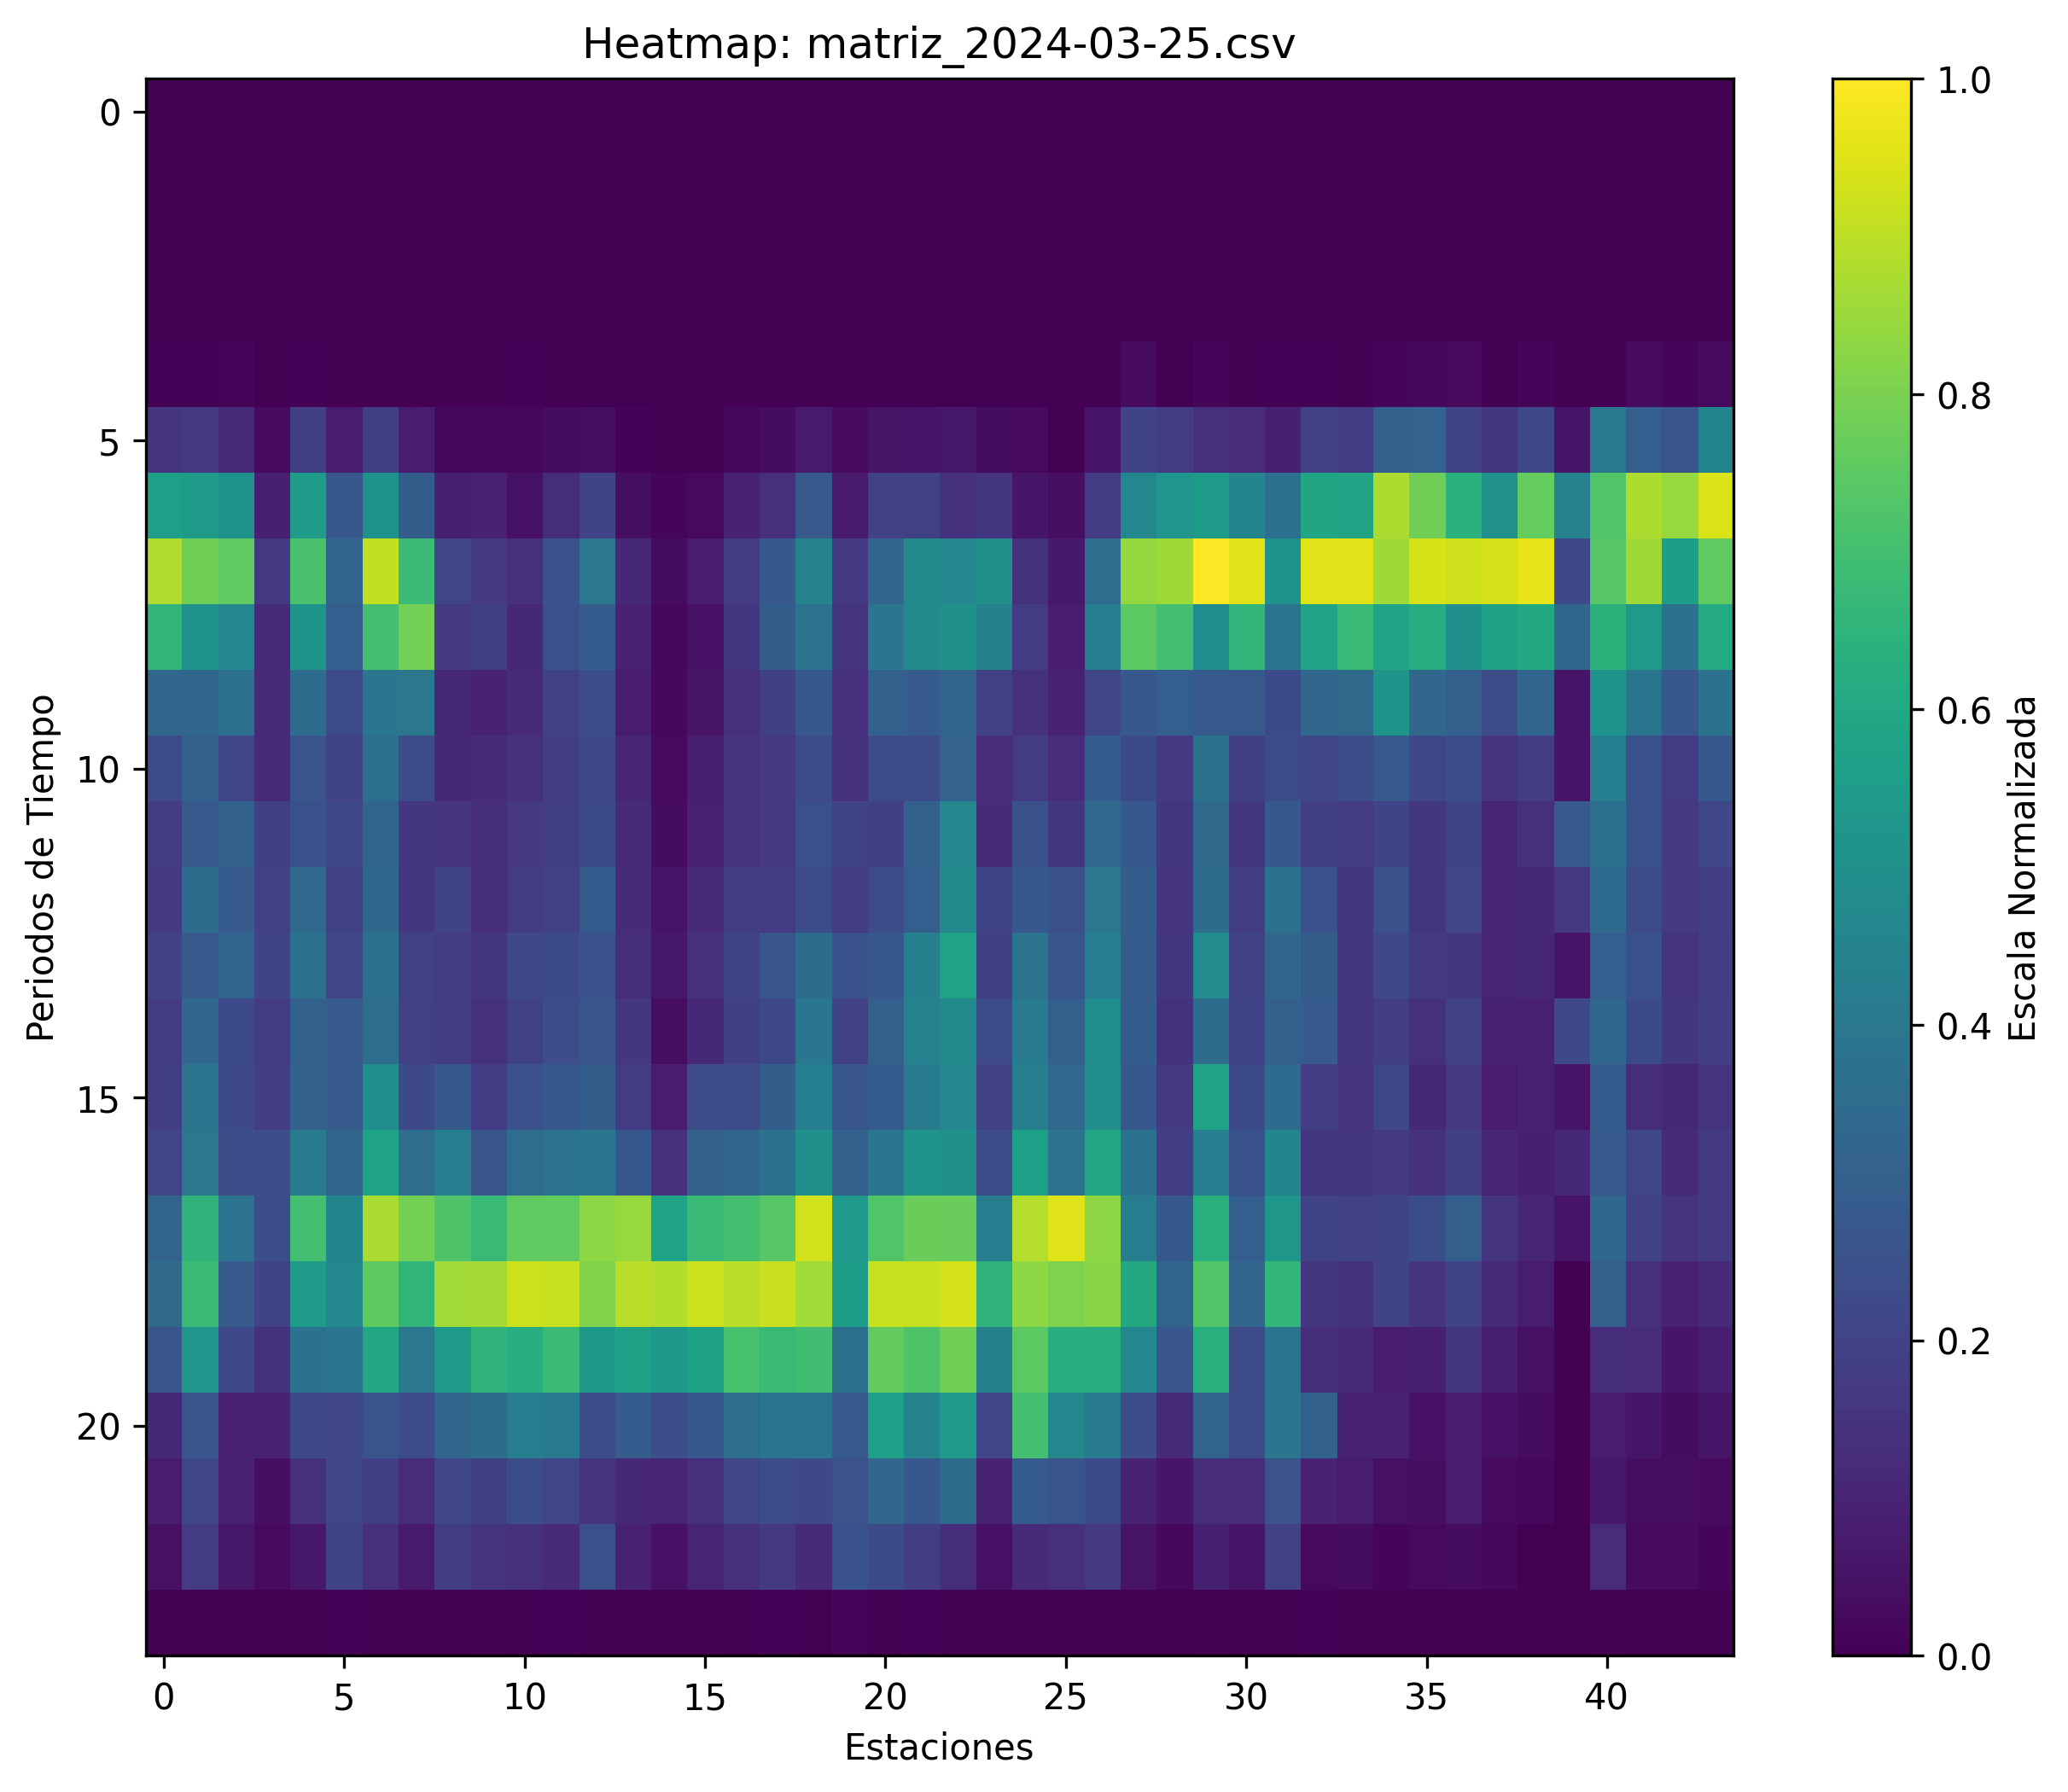 Heatmap: matriz_2024-03-25.csv
Periodos de Tiempo
0
5
10
15
20
0 5 10 15 20 25 30 35 40
Estaciones
1.0
0.8
0.6
0.4
0.2
0.0
Escala Normalizada